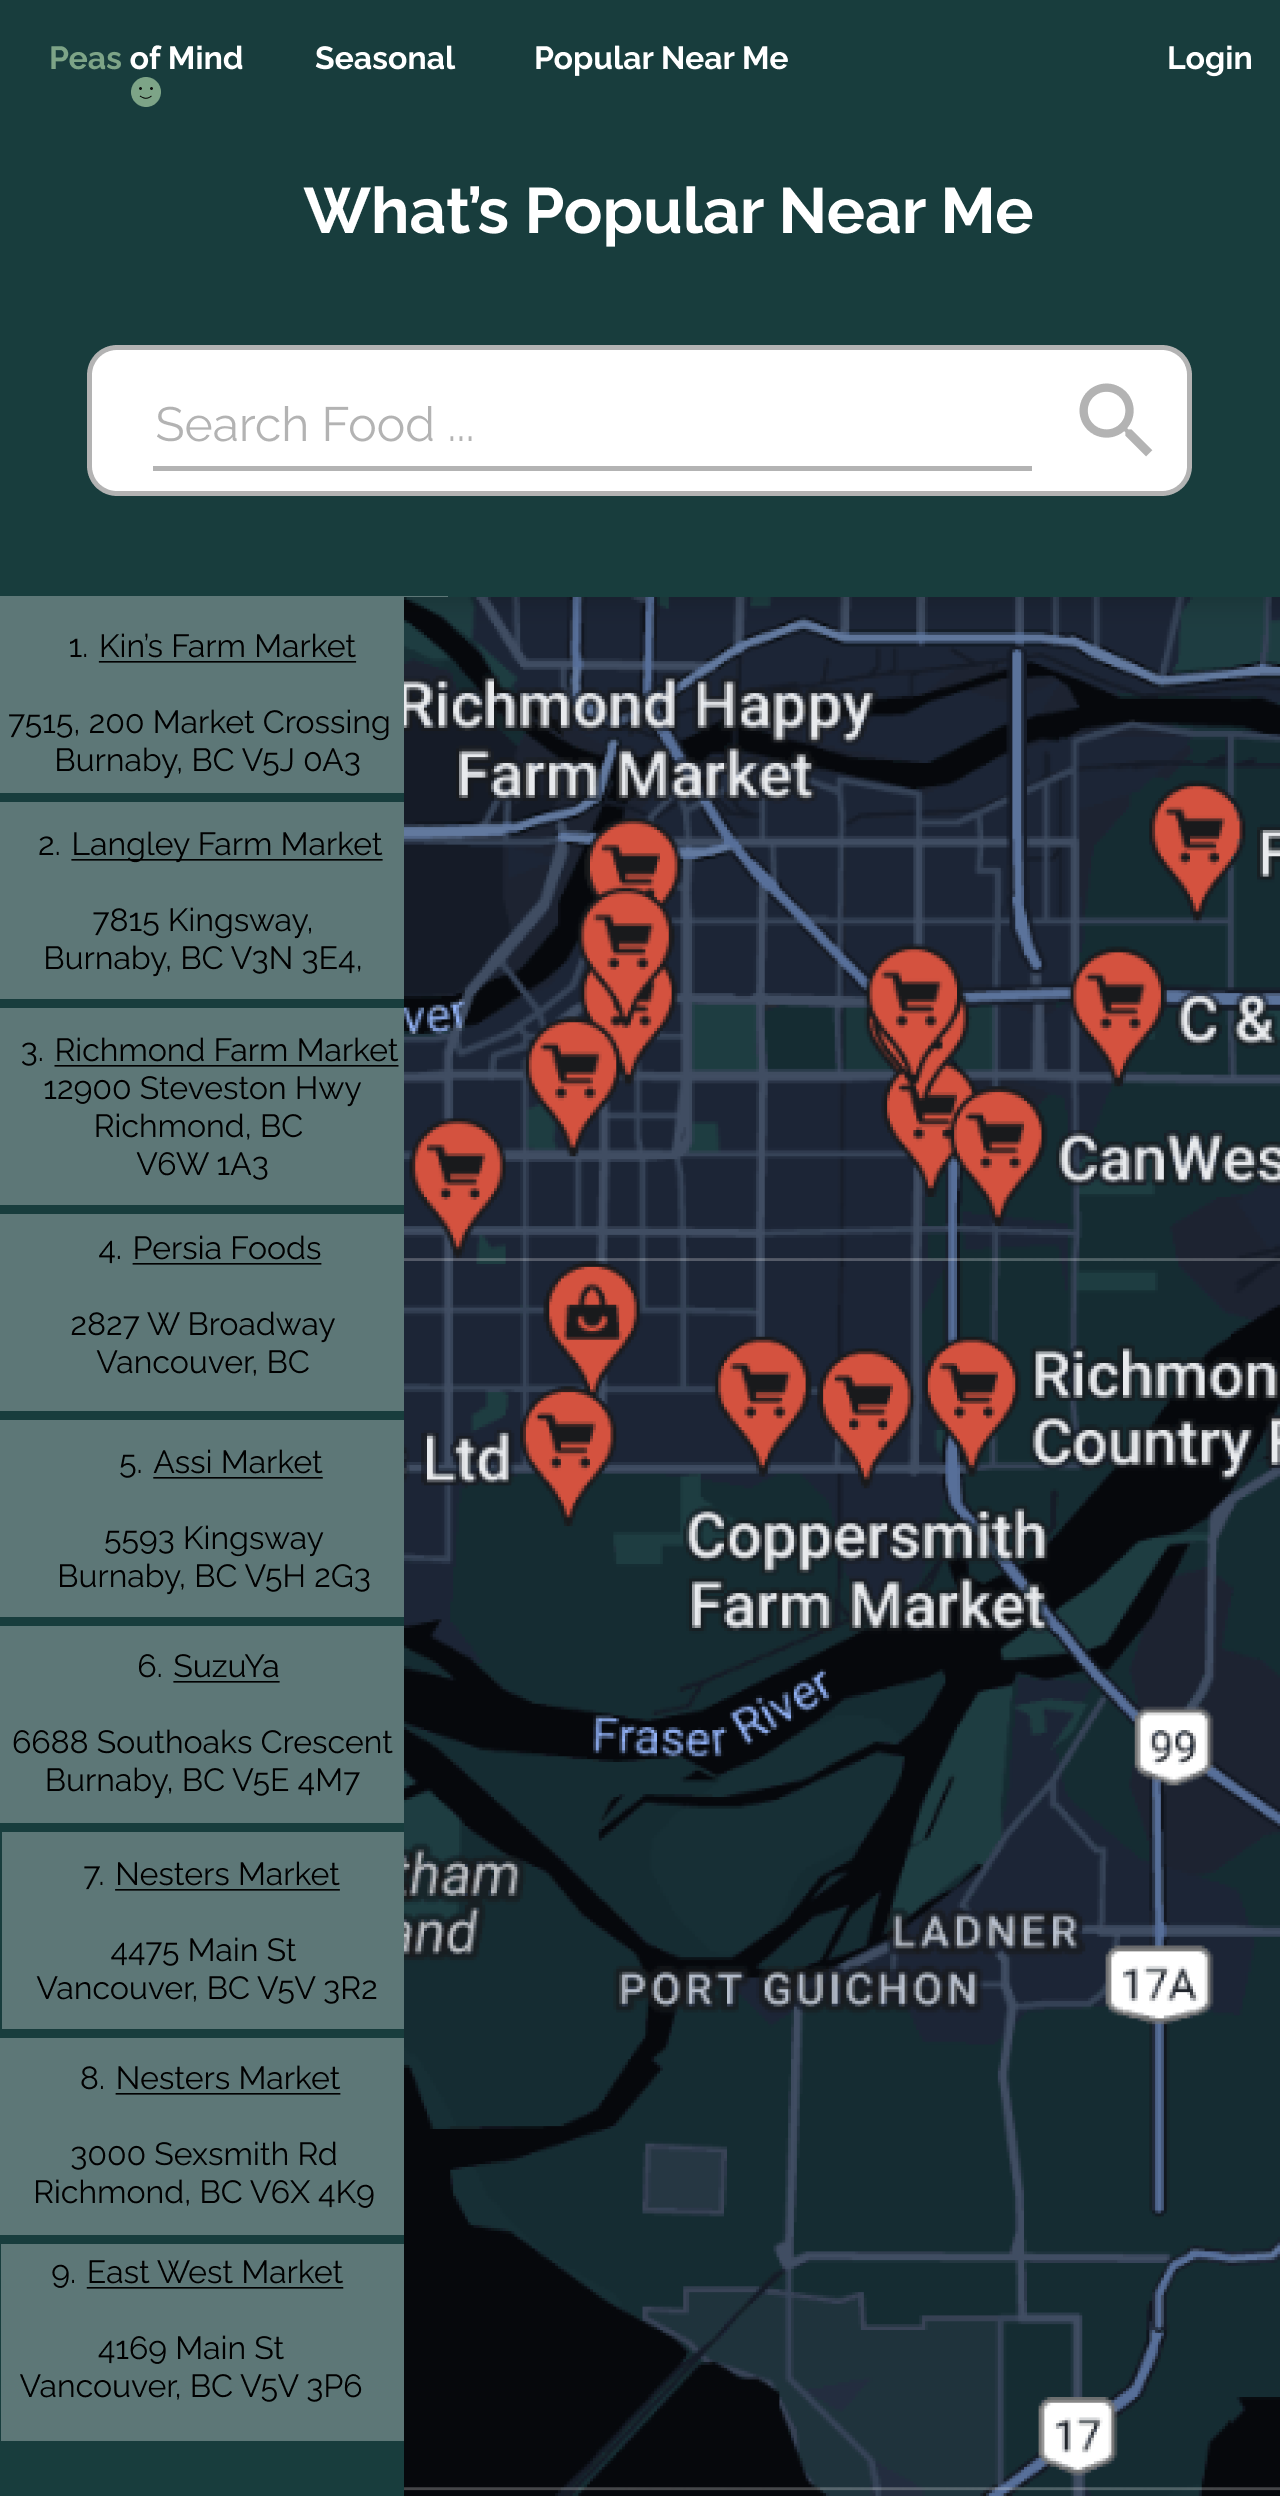 Peas of Mind
Seasonal
Popular Near Me
Login
What's Popular Near Me
Search Food ...
1. Kin's Farm Market
7515, 200 Market Crossing
Burnaby, BC V5J 0A3
2. Langley Farm Market
7815 Kingsway,
Burnaby, BC V3N 3E4,
3. Richmond Farm Market
12900 Steveston Hwy
Richmond, BC
V6W 1A3
4. Persia Foods
2827 W Broadway
Vancouver, BC
5. Assi Market
5593 Kingsway
Burnaby, BC V5H 2G3
6. SuzuYa
6688 Southoaks Crescent
Burnaby, BC V5E 4M7
7. Nesters Market
4475 Main St
Vancouver, BC V5V 3R2
8. Nesters Market
3000 Sexsmith Rd
Richmond, BC V6X 4K9
9. East West Market
4169 Main St
Vancouver, BC V5V 3P6
Richmond Happy
Farm Market
F
ver
C &
CanWes
Richmon
Country
Ltd
Coppersmith
Farm Market
Fraser River
99
tham
and
LADNER
PORT GUICHON
17A
17